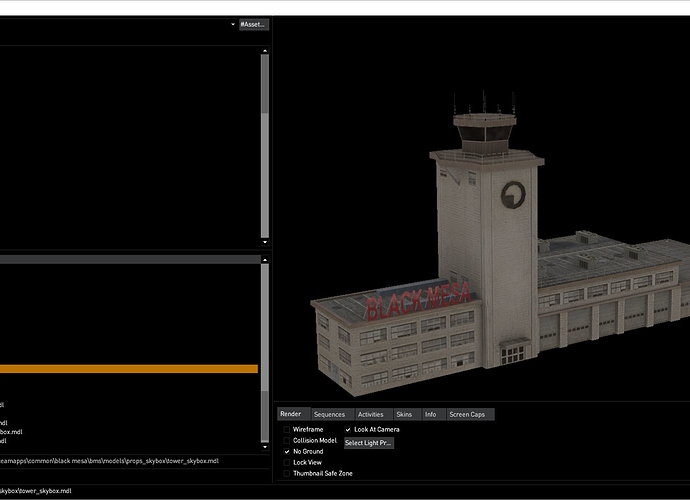 #Asset...
BLACK MESA
dl
ndl
box.mdl
ndl
eamapps\common\black mesa\bms\models\props_skybox\tower_skybox.mdl
kybox\tower_skybox.mdl
Render Sequences Activities Skins Info Screen Caps
Wireframe Look At Camera
Collision Model Select Light Pr...
No Ground
Lock View
Thumbnail Safe Zone